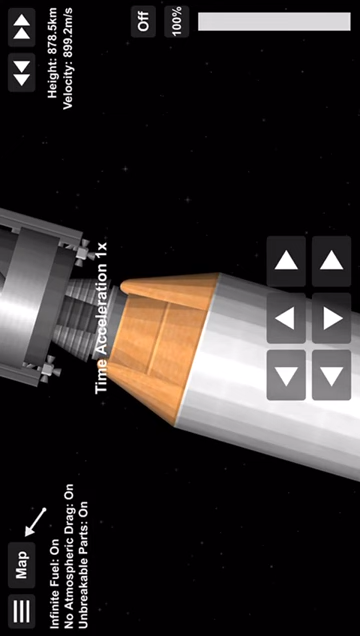 Map
Infinite Fuel: On
No Atmospheric Drag: On
Unbreakable Parts: On
Time Acceleration 1x
Height: 878.5km
Velocity: 899.2m/s
Off
100%